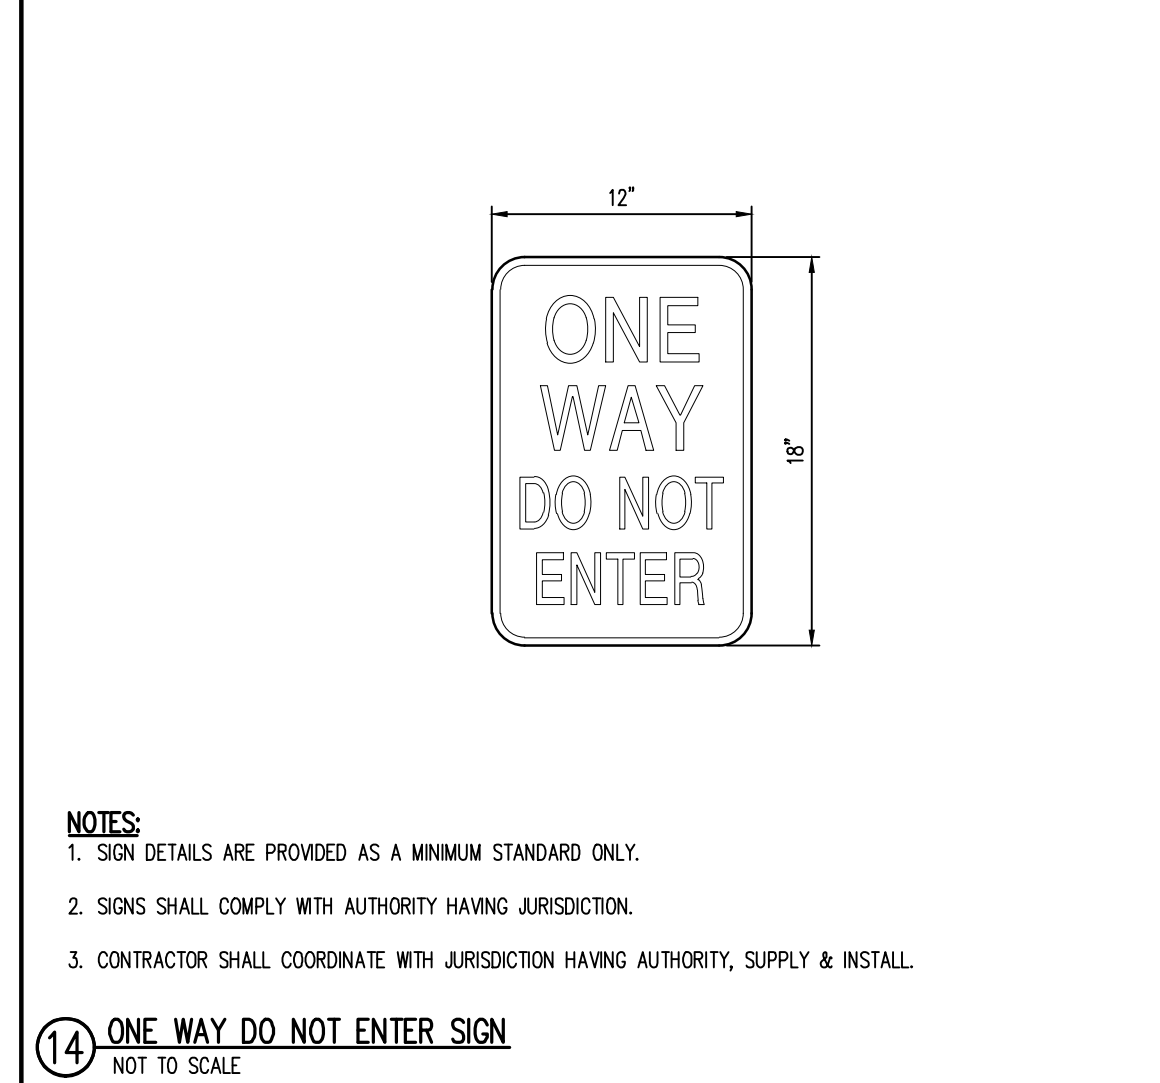 12"
ONE
WAY
DO NOT
ENTER
18"
NOTES:
1. SIGN DETAILS ARE PROVIDED AS A MINIMUM STANDARD ONLY.
2. SIGNS SHALL COMPLY WITH AUTHORITY HAVING JURISDICTION.
3. CONTRACTOR SHALL COORDINATE WITH JURISDICTION HAVING AUTHORITY, SUPPLY & INSTALL.
14 ONE WAY DO NOT ENTER SIGN
NOT TO SCALE